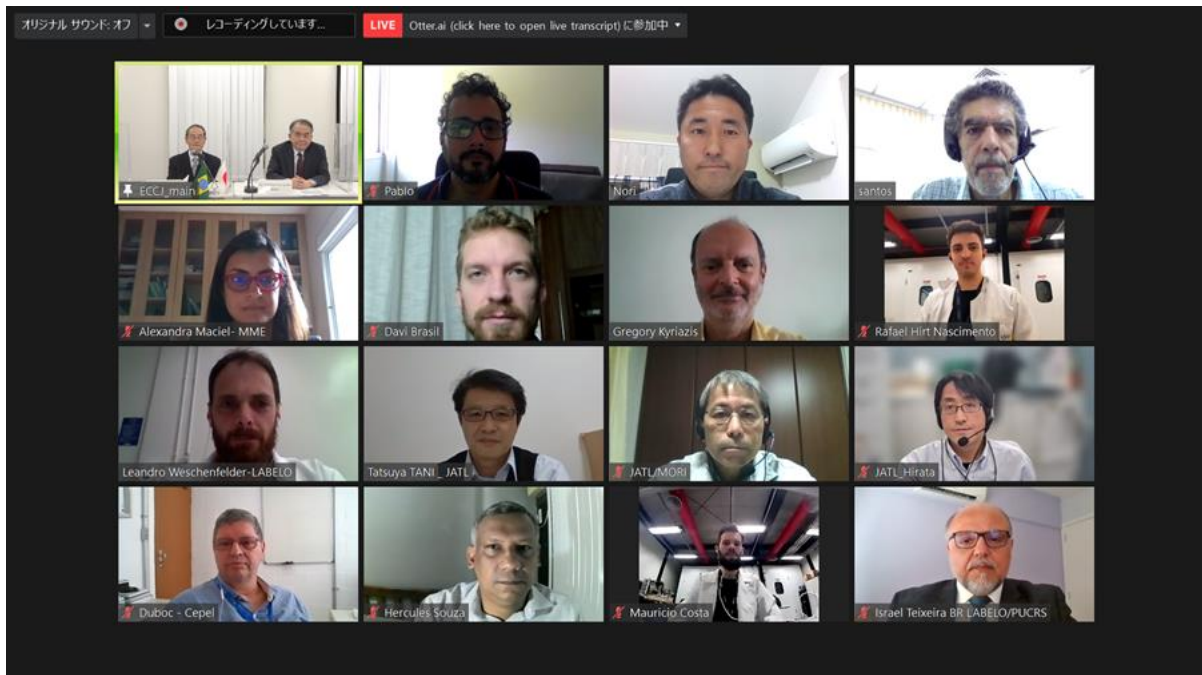 オリジナル サウンド: オフ
レコーディングしています...
LIVE Otter.ai (click here to open live transcript) に参加中
ECCJ_main
Pablo
Nori
santos
Alexandra Maciel- MME
Davi Brasil
Gregory Kyriazis
Rafael Hirt Nascimento
Leandro Weschenfelder-LABELO
Tatsuya TANI _ JATL
JATL/MORI
JATL_Hirata
Duboc - Cepel
Hercules Souza
Mauricio Costa
Israel Teixeira BR LABELO/PUCRS